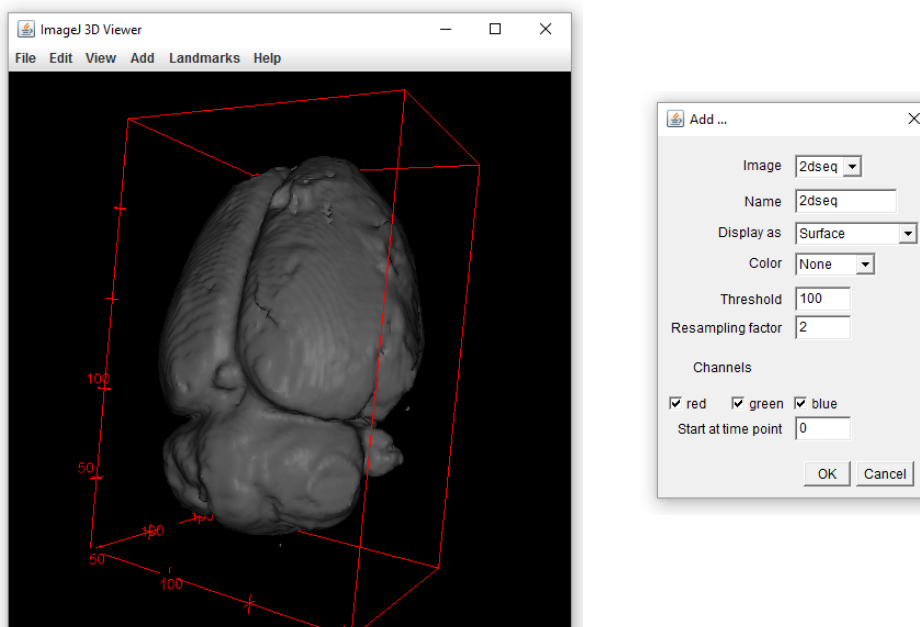 ImageJ 3D Viewer
File Edit View Add Landmarks Help
100
50
100
50
100
Add ...
Image 2dseq
Name 2dseq
Display as Surface
Color None
Threshold 100
Resampling factor 2
Channels
red green blue
Start at time point 0
OK Cancel